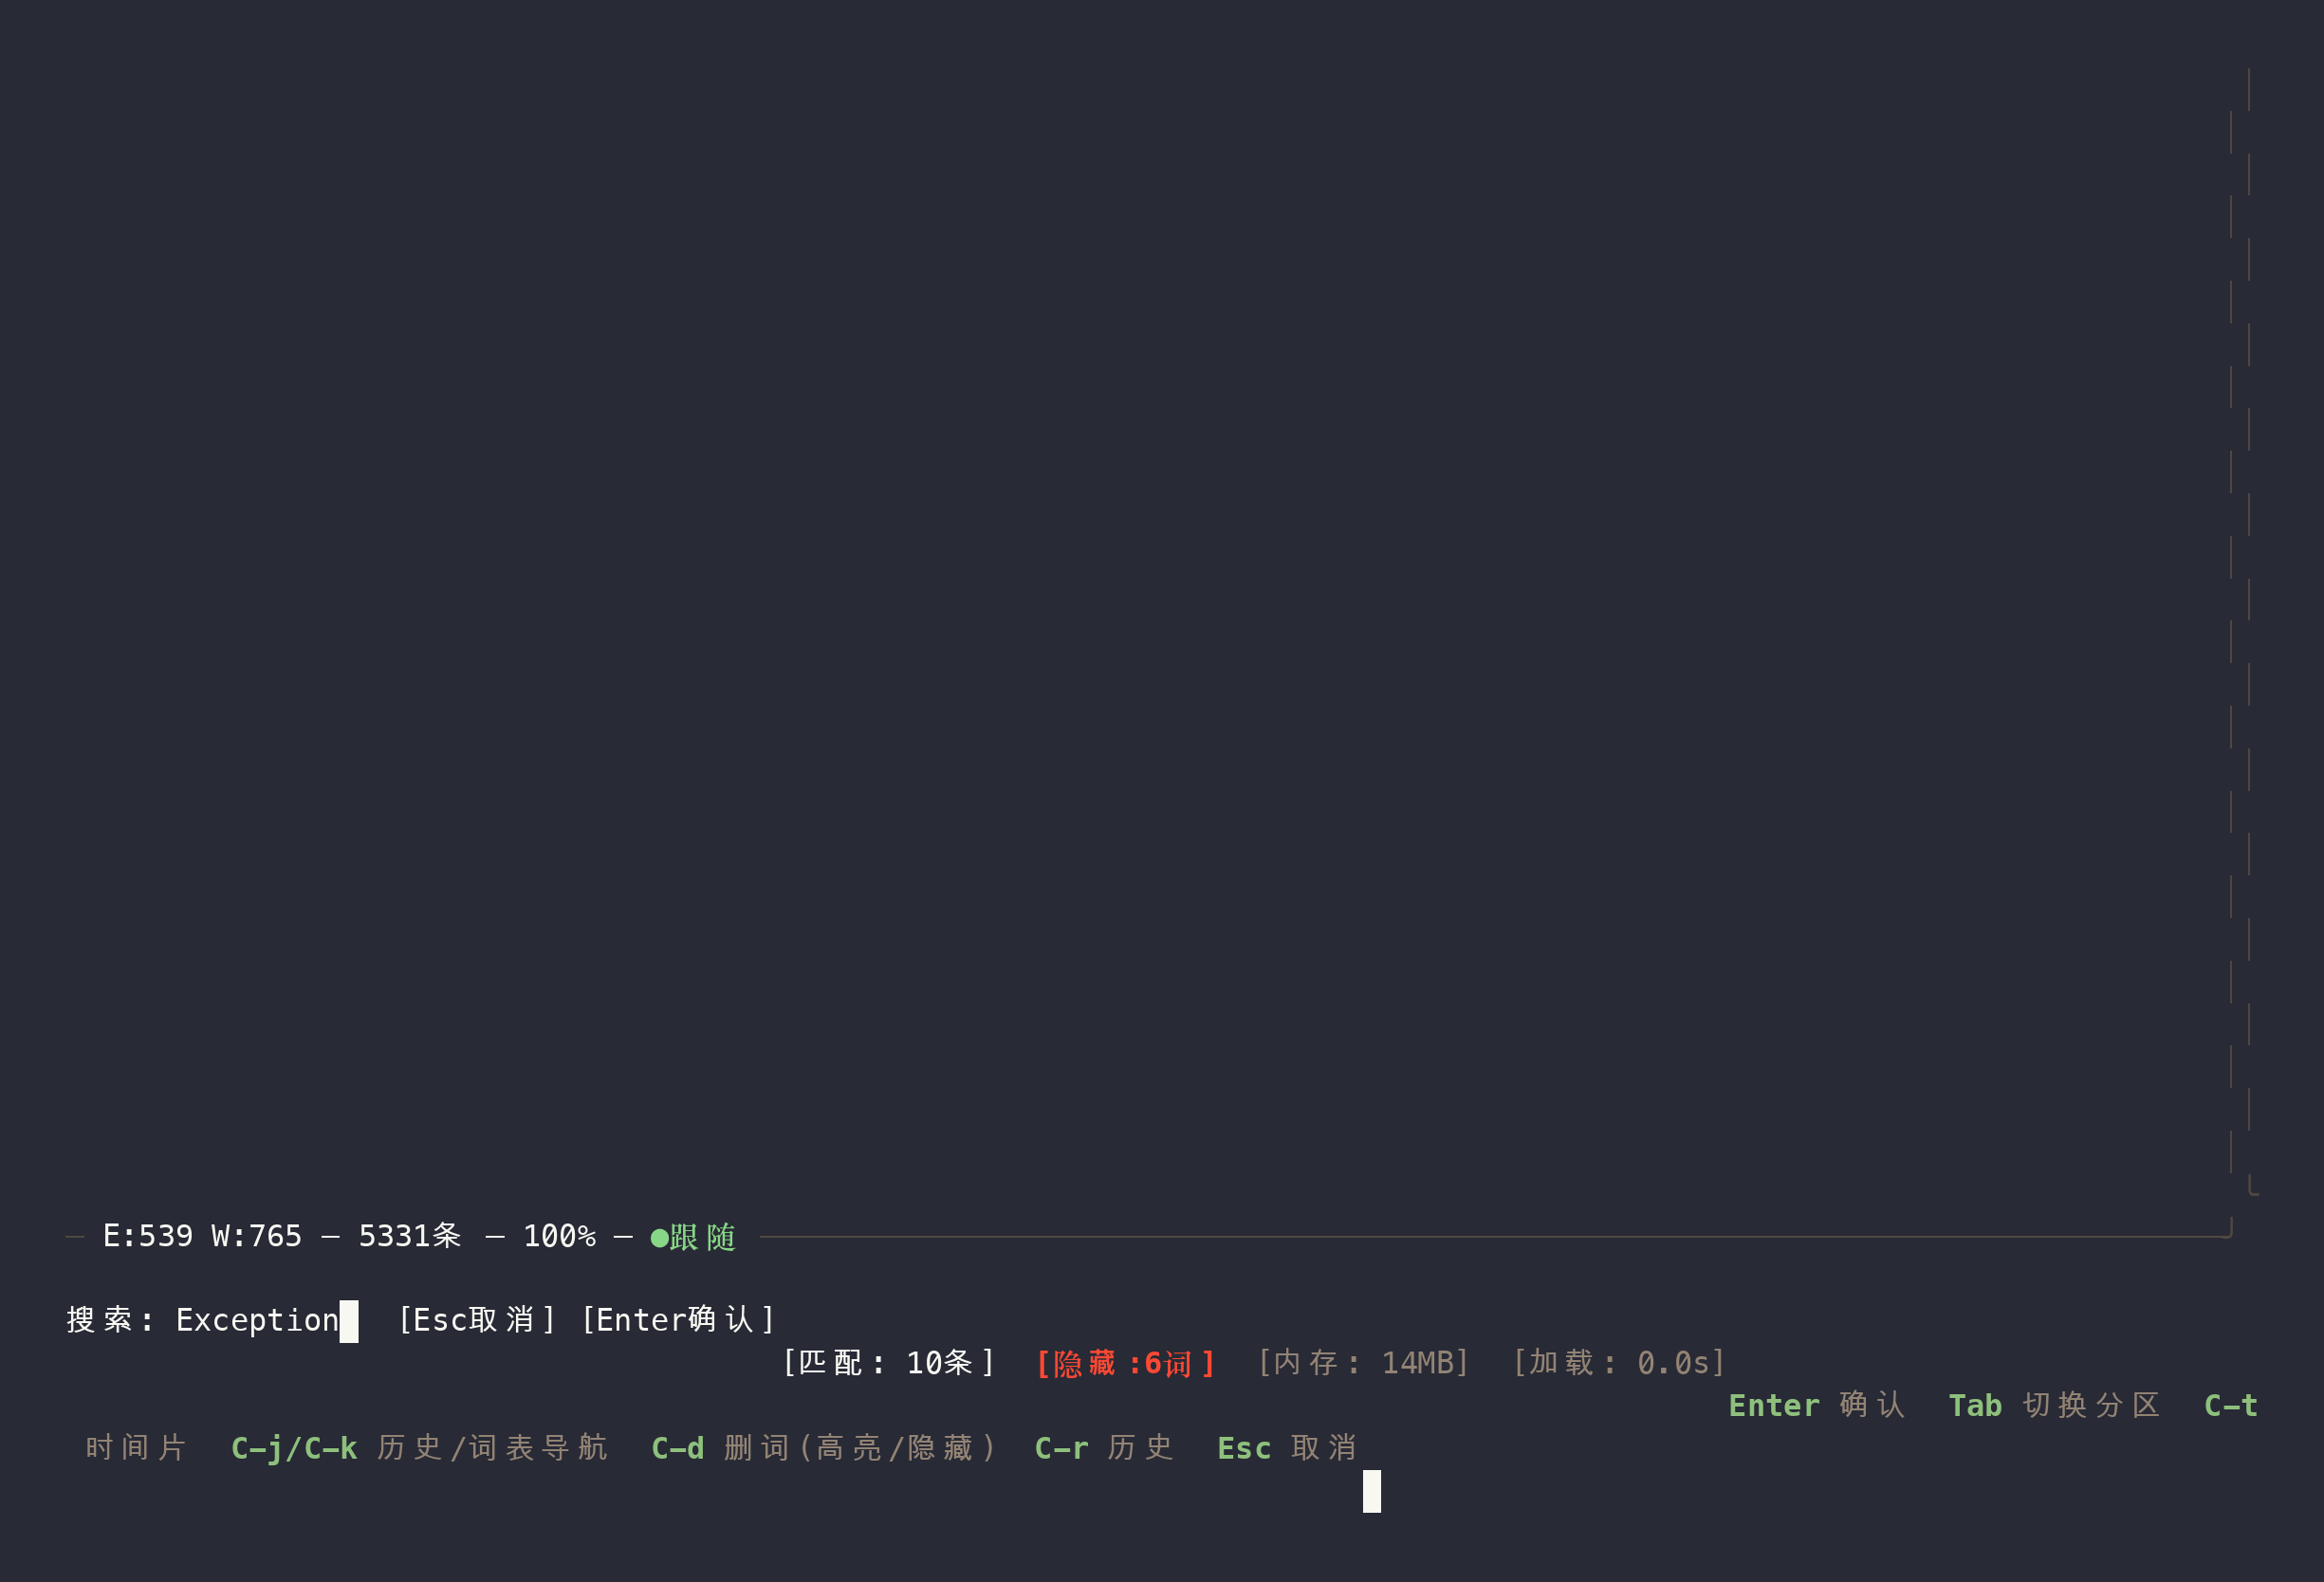 ─ E:539 W:765 ─ 5331条 ─ 100% ─ ●跟随
搜索: Exception [Esc取消] [Enter确认]
[匹配: 10条] [隐藏:6词] [内存: 14MB] [加载: 0.0s]
Enter 确认 Tab 切换分区 C-t
时间片 C-j/C-k 历史/词表导航 C-d 删词(高亮/隐藏) C-r 历史 Esc 取消